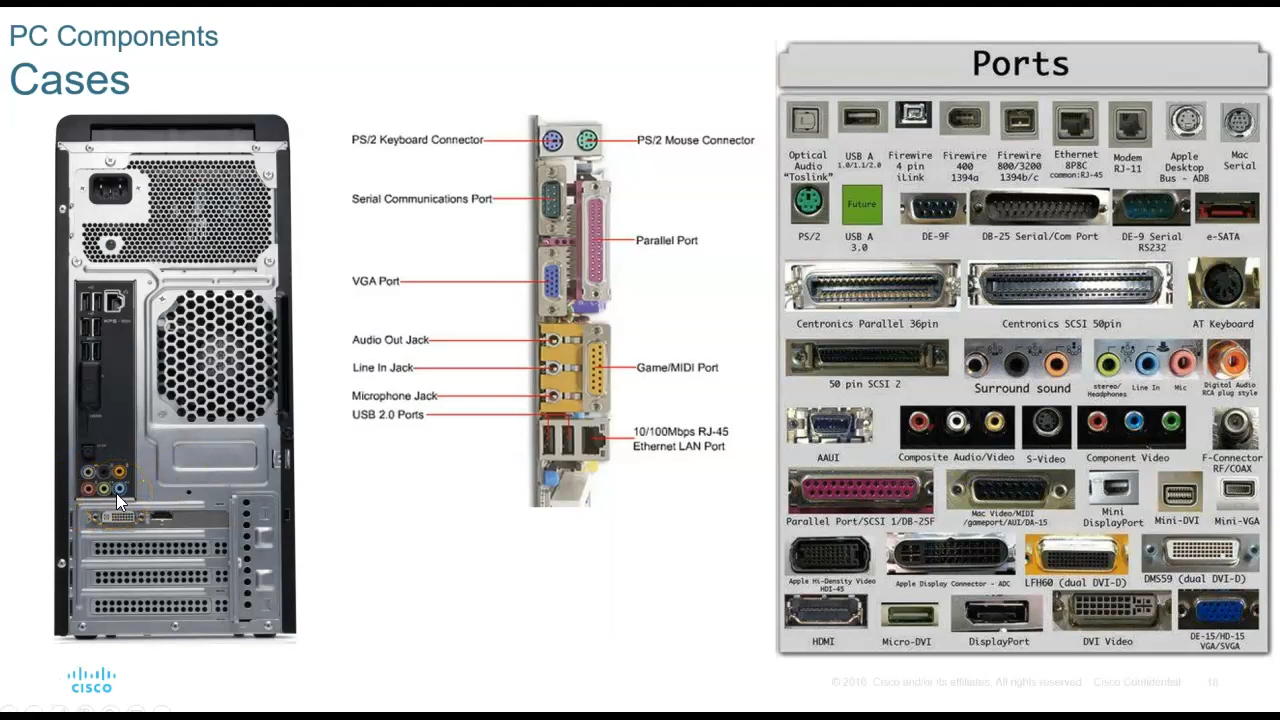 PC Components
Cases
PS/2 Keyboard Connector
PS/2 Mouse Connector
Serial Communications Port
Parallel Port
VGA Port
Audio Out Jack
Line In Jack
Game/MIDI Port
Microphone Jack
USB 2.0 Ports
10/100Mbps RJ-45
Ethernet LAN Port
Ports
Optical
Audio
"Toslink"
USB A
1.0/1.1/2.0
Firewire
4 pin
iLink
Firewire
400
1394a
Firewire
800/3200
1394b/c
Ethernet
8P8C
common:RJ-45
Modem
RJ-11
Apple
Desktop
Bus - ADB
Mac
Serial
PS/2
Future
USB A
3.0
DE-9F
DB-25 Serial/Com Port
DE-9 Serial
RS232
e-SATA
Centronics Parallel 36pin
Centronics SCSI 50pin
AT Keyboard
50 pin SCSI 2
Surround sound
stereo/
Headphones
Line In
Mic
Digital Audio
RCA plug style
AAUI
Composite Audio/Video
S-Video
Component Video
F-Connector
RF/COAX
Parallel Port/SCSI 1/DB-25F
Mac Video/MIDI
/gameport/AUI/DA-15
Mini
DisplayPort
Mini-DVI
Mini-VGA
Apple Hi-Density Video
HDI-45
Apple Display Connector - ADC
LFH60 (dual DVI-D)
DMS59 (dual DVI-D)
HDMI
Micro-DVI
DisplayPort
DVI Video
DE-15/HD-15
VGA/SVGA
CISCO
© 2016 Cisco and/or its affiliates. All rights reserved. Cisco Confidential
18